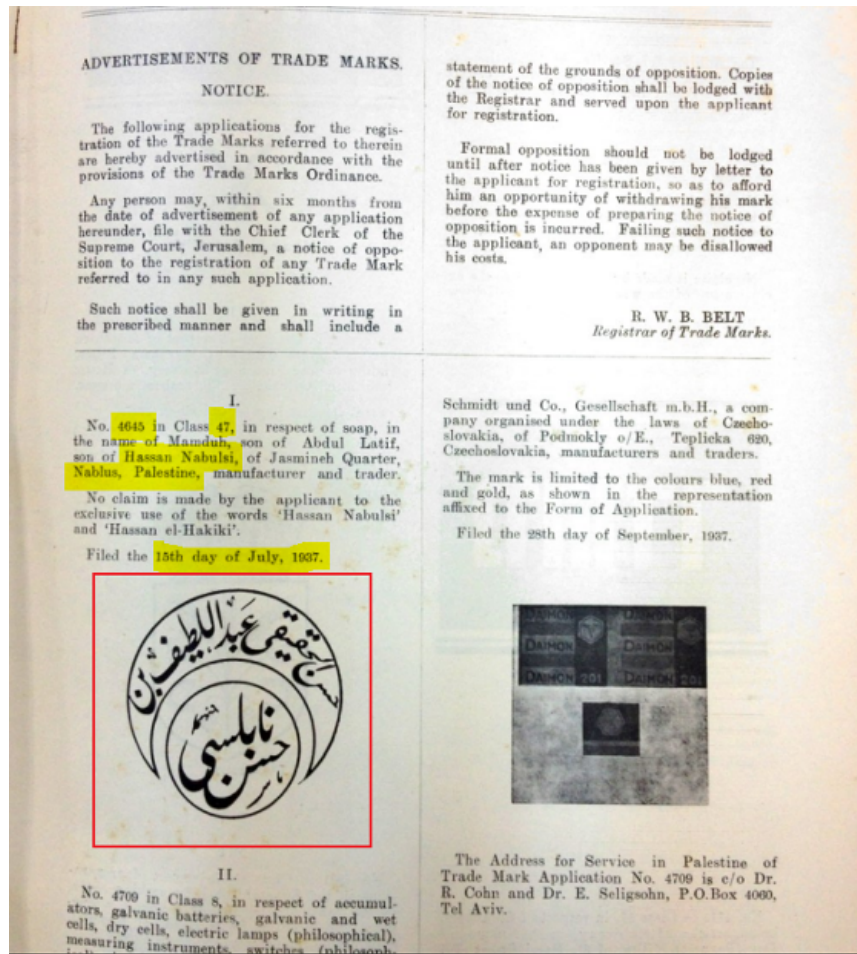 ADVERTISEMENTS OF TRADE MARKS.
NOTICE.
The following applications for the regis-
tration of the Trade Marks referred to therein
are hereby advertised in accordance with the
provisions of the Trade Marks Ordinance.
Any person may, within six months from
the date of advertisement of any application
hereunder, file with the Chief Clerk of the
Supreme Court, Jerusalem, a notice of oppo-
sition to the registration of any Trade Mark
referred to in any such application.
Such notice shall be given in writing in
the prescribed manner and shall include a
statement of the grounds of opposition. Copies
of the notice of opposition shall be lodged with
the Registrar and served upon the applicant
for registration.
Formal opposition should not be lodged
until after notice has been given by letter to
the applicant for registration, so as to afford
him an opportunity of withdrawing his mark
before the expense of preparing the notice of
opposition is incurred. Failing such notice to
the applicant, an opponent may be disallowed
his costs.
R. W. B. BELT
Registrar of Trade Marks.
I.
No. 4645 in Class 47, in respect of soap, in
the name of Mamduh, son of Abdul Latif,
son of Hassan Nabulsi, of Jasmineh Quarter,
Nablus, Palestine, manufacturer and trader.
No claim is made by the applicant to the
exclusive use of the words 'Hassan Nabulsi'
and 'Hassan el-Hakiki'.
Filed the 15th day of July, 1937.
حسن الحقيقي عبد اللطيف بن
نابلسي
حسن
II.
No. 4709 in Class 8, in respect of accumul-
ators, galvanic batteries, galvanic and wet
cells, dry cells, electric lamps (philosophical),
measuring instruments, switches (philosoph-
Schmidt und Co., Gesellschaft m.b.H., a com-
pany organised under the laws of Czecho-
slovakia, of Podmokly o/E., Teplicka 620,
Czechoslovakia, manufacturers and traders.
The mark is limited to the colours blue, red
and gold, as shown in the representation
affixed to the Form of Application.
Filed the 28th day of September, 1937.
DAIMON DAIMON
DAIMON DAIMON
DAIMON 201 DAIMON 201
The Address for Service in Palestine of
Trade Mark Application No. 4709 is c/o Dr.
R. Cohn and Dr. E. Seligsohn, P.O.Box 4060,
Tel Aviv.